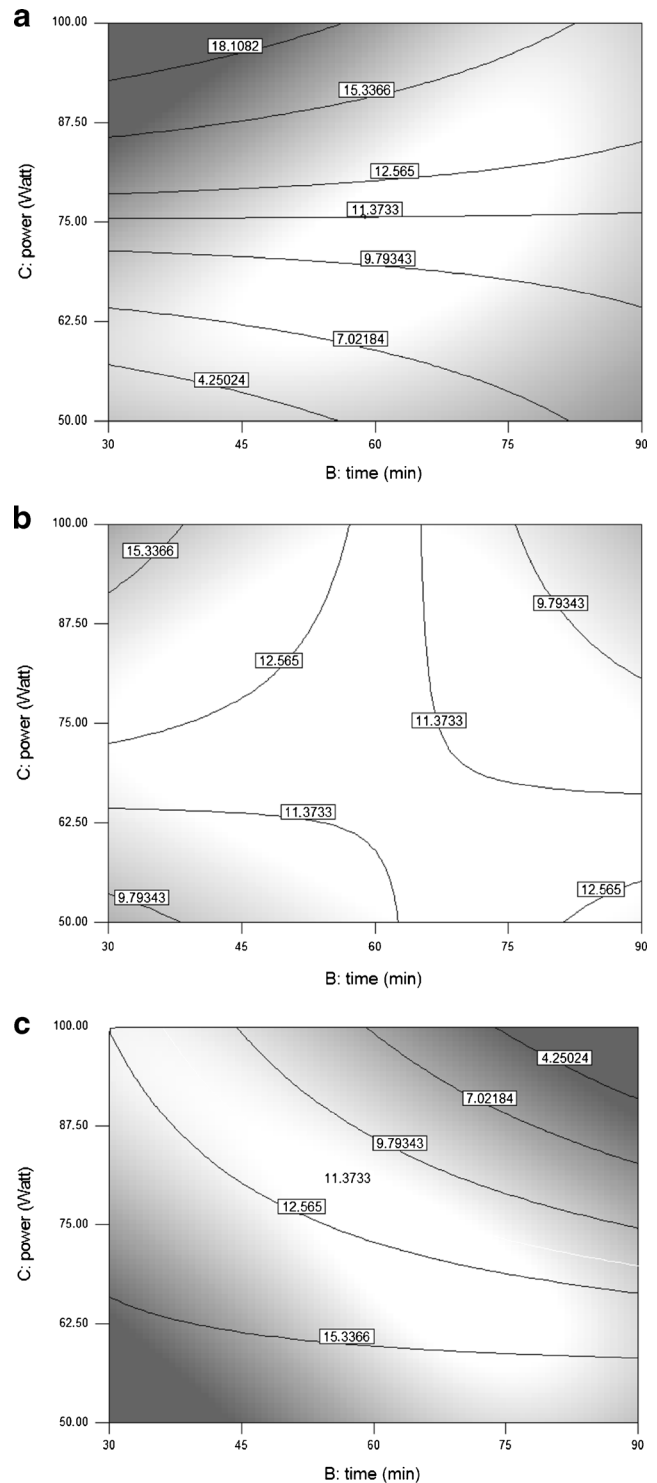 a
100.00
18.1082
15.3366
87.50
12.565
75.00
11.3733
9.79343
62.50
7.02184
4.25024
50.00
30 45 60 75 90
C: power (Watt)
B: time (min)
b
100.00
15.3366
9.79343
87.50
12.565
75.00
11.3733
62.50
11.3733
9.79343
12.565
50.00
30 45 60 75 90
C: power (Watt)
B: time (min)
c
100.00
4.25024
7.02184
87.50
9.79343
11.3733
12.565
75.00
62.50
15.3366
50.00
30 45 60 75 90
C: power (Watt)
B: time (min)